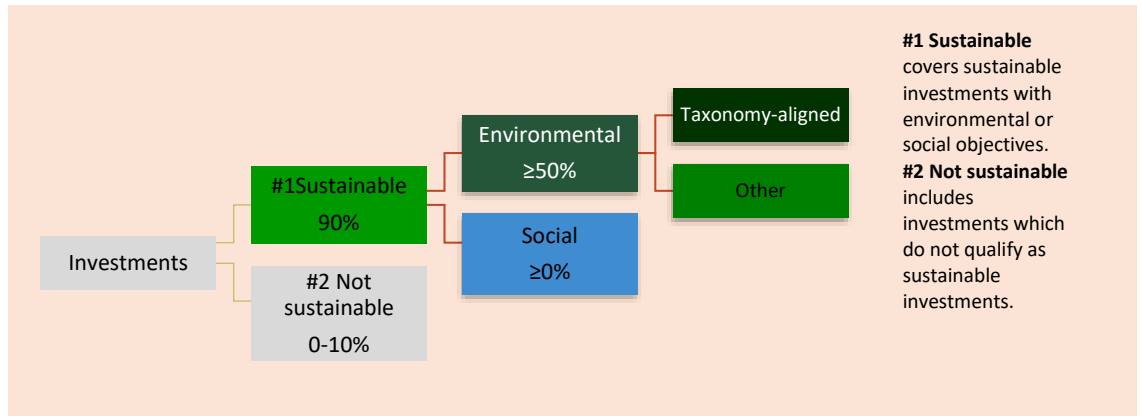 Investments
#1Sustainable
90%
#2 Not
sustainable
0-10%
Environmental
≥50%
Social
≥0%
Taxonomy-aligned
Other
#1 Sustainable
covers sustainable
investments with
environmental or
social objectives.
#2 Not sustainable
includes
investments which
do not qualify as
sustainable
investments.